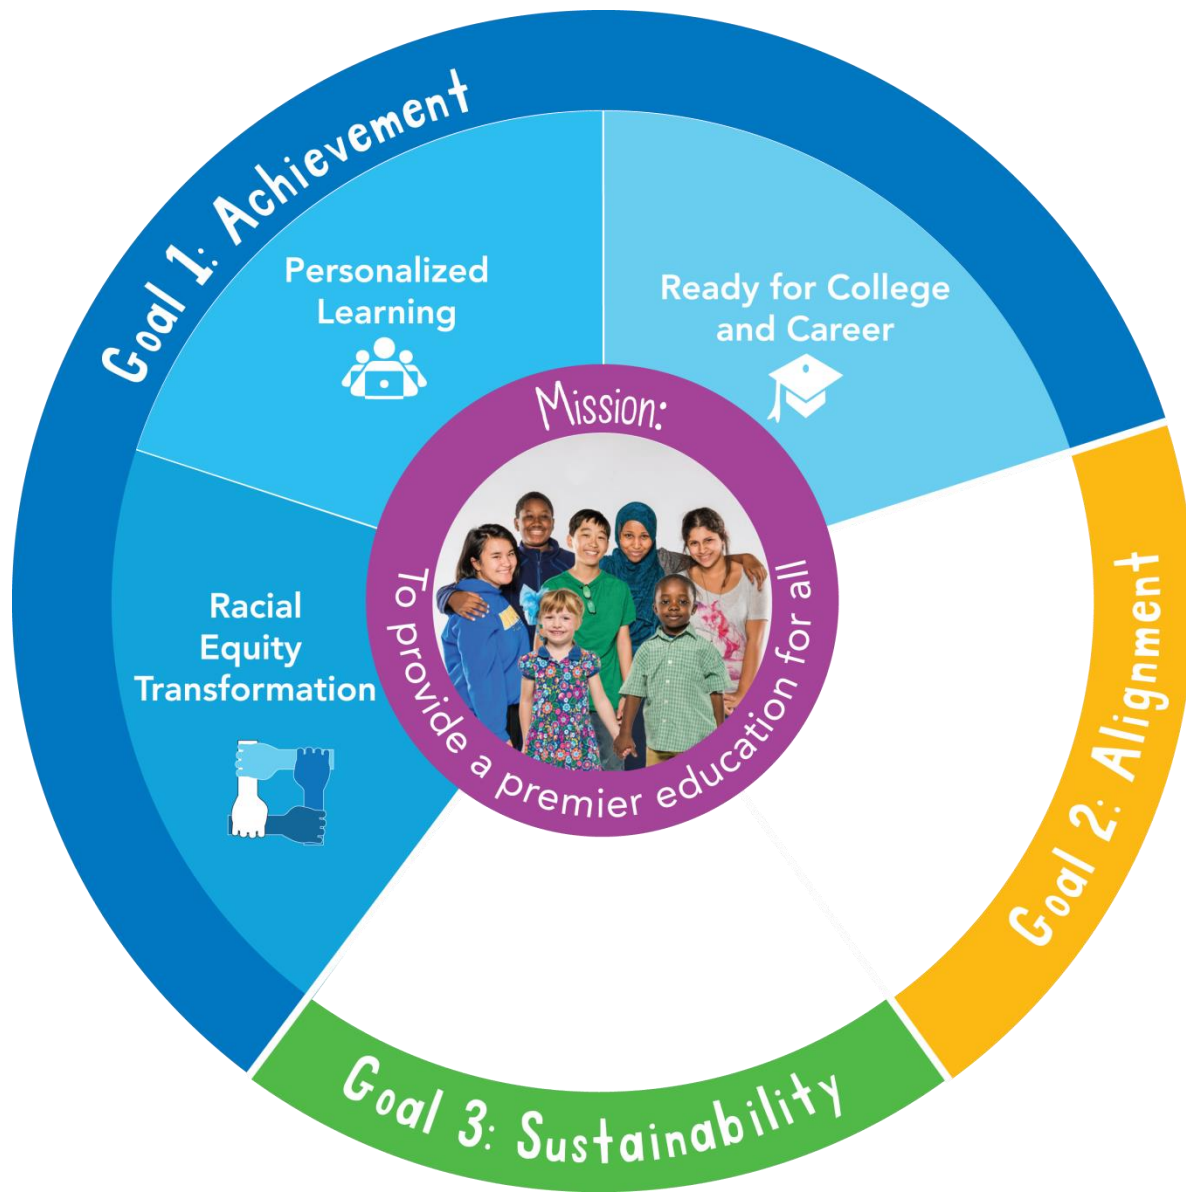 Goal 1: Achievement
Personalized
Learning
Ready for College
and Career
Racial
Equity
Transformation
Mission:
To provide a premier education for all
Goal 2: Alignment
Goal 3: Sustainability